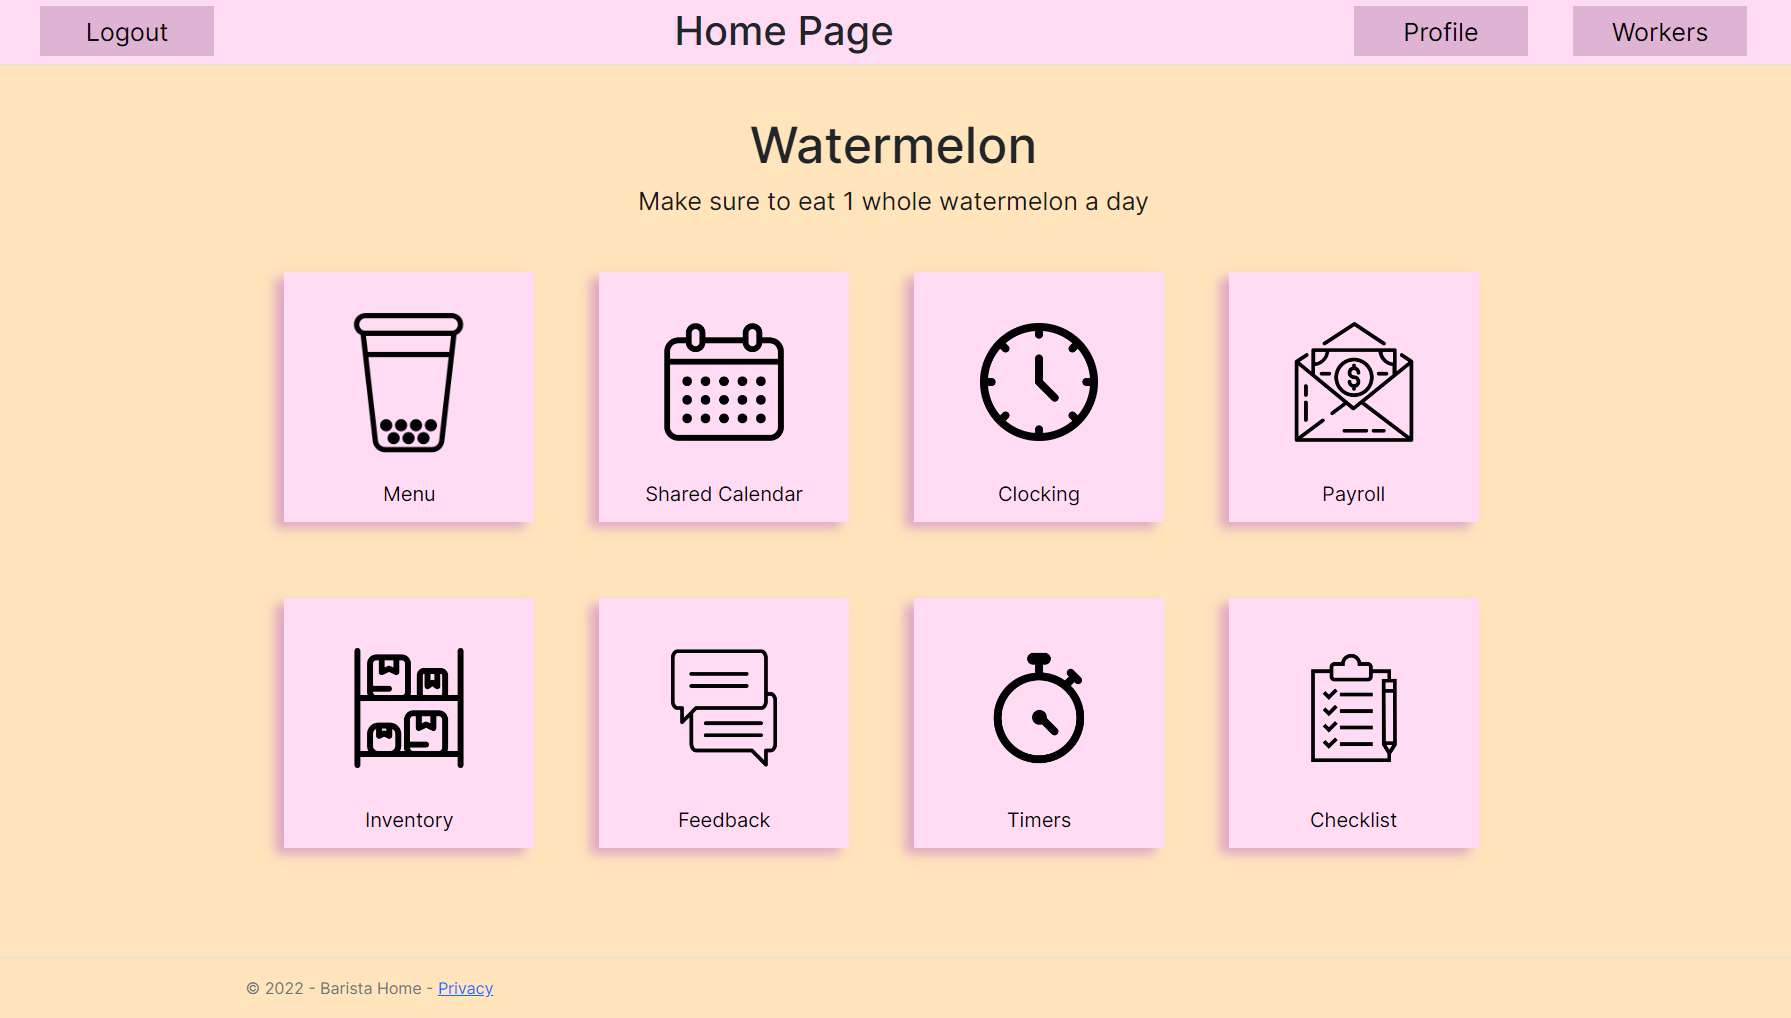 Logout
Home Page
Profile
Workers
Watermelon
Make sure to eat 1 whole watermelon a day
$
Menu
Shared Calendar
Clocking
Payroll
Inventory
Feedback
Timers
Checklist
© 2022 - Barista Home - Privacy